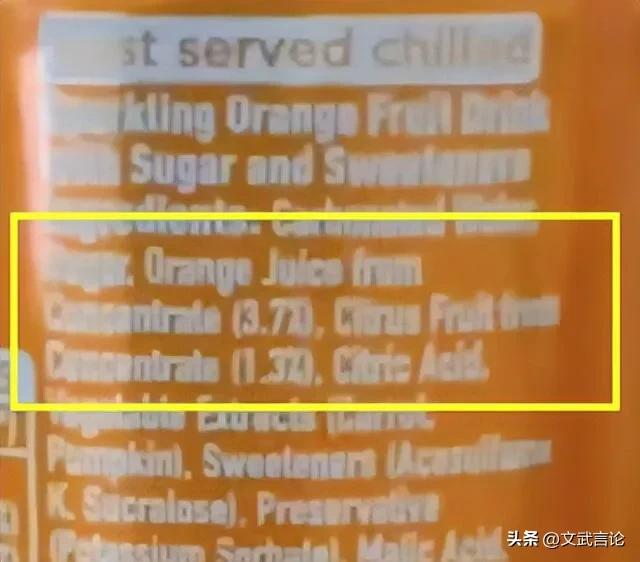 st served chilled
Sparkling Orange Fruit Drink
with Sugar and Sweeteners
Ingredients: Carbonated Water,
Sugar, Orange Juice from
Concentrate (3.7%), Citrus Fruit from
Concentrate (1.3%), Citric Acid,
Vegetable Extracts (Carrot,
Pumpkin), Sweeteners (Acesulfame
K, Sucralose), Preservative
(Potassium Sorbate), Malic Acid,
头条 @文武言论